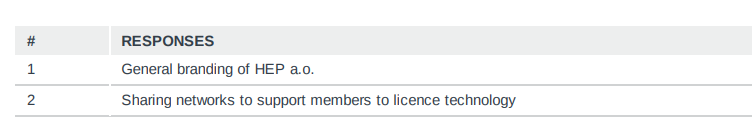 # RESPONSES
1 General branding of HEP a.o.
2 Sharing networks to support members to licence technology